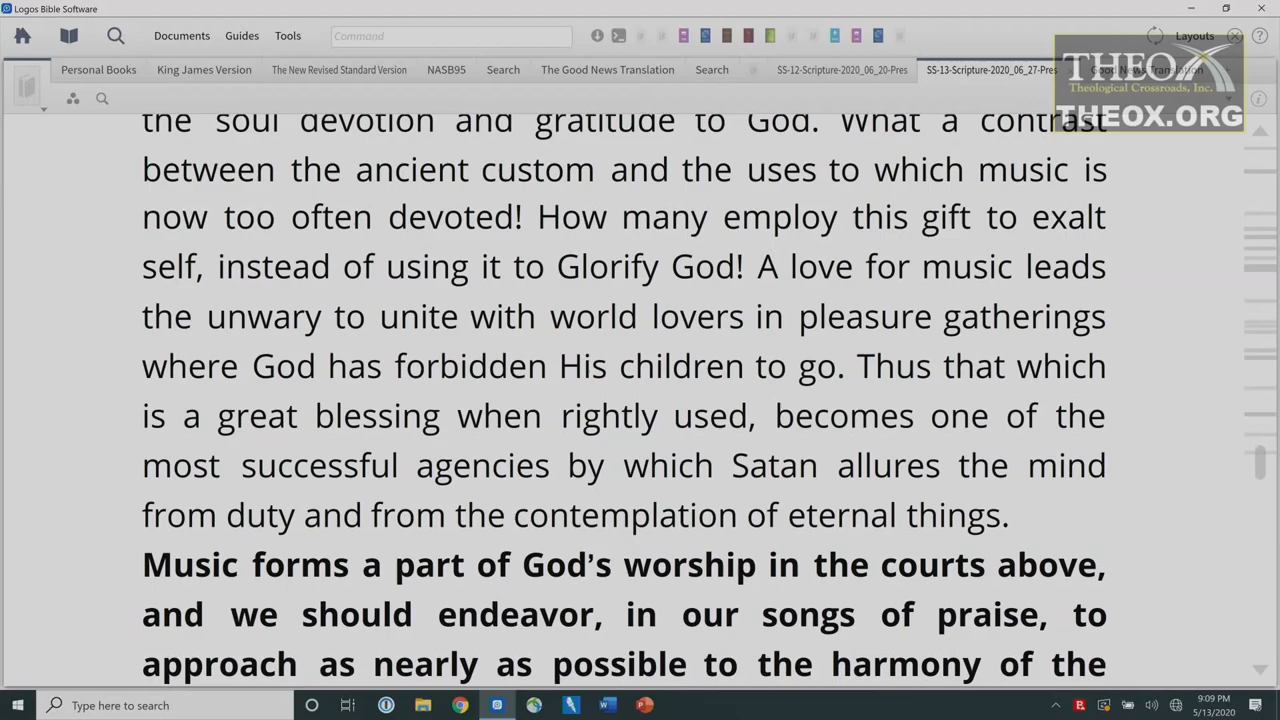 Logos Bible Software
Documents Guides Tools Command Layouts
THEOX
Theological Crossroads, Inc.
THEOX.ORG
Personal Books King James Version The New Revised Standard Version NASB95 Search The Good News Translation Search SS-12-Scripture-2020_06_20-Pres SS-13-Scripture-2020_06_27-Pres Good News Translation
the soul devotion and gratitude to God. What a contrast
between the ancient custom and the uses to which music is
now too often devoted! How many employ this gift to exalt
self, instead of using it to Glorify God! A love for music leads
the unwary to unite with world lovers in pleasure gatherings
where God has forbidden His children to go. Thus that which
is a great blessing when rightly used, becomes one of the
most successful agencies by which Satan allures the mind
from duty and from the contemplation of eternal things.
Music forms a part of God’s worship in the courts above,
and we should endeavor, in our songs of praise, to
approach as nearly as possible to the harmony of the
Type here to search
9:09 PM
5/13/2020